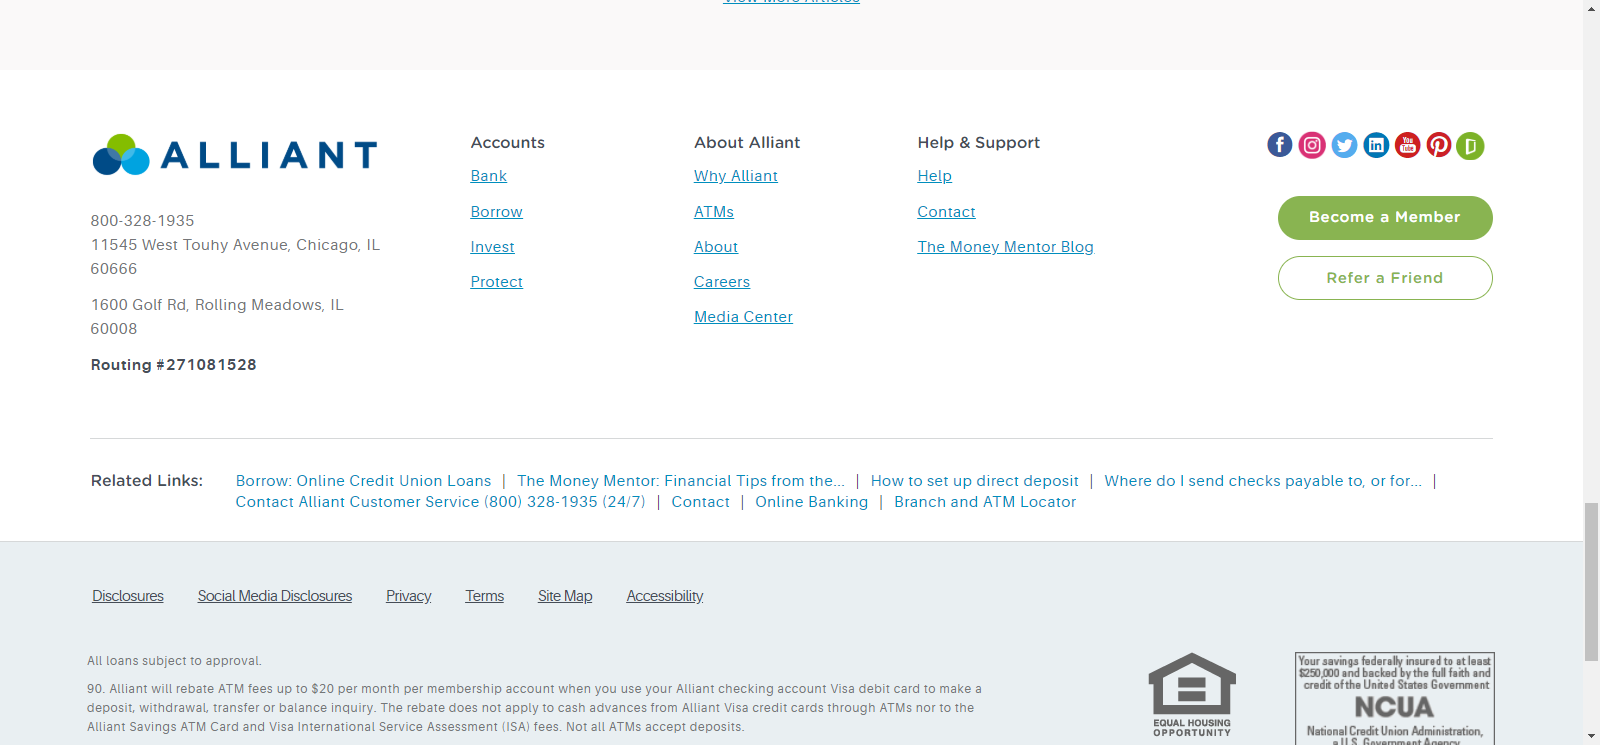 View More Articles
ALLIANT
800-328-1935
11545 West Touhy Avenue, Chicago, IL
60666
1600 Golf Rd, Rolling Meadows, IL
60008
Routing #271081528
Accounts
Bank
Borrow
Invest
Protect
About Alliant
Why Alliant
ATMs
About
Careers
Media Center
Help & Support
Help
Contact
The Money Mentor Blog
You
Tube
Become a Member
Refer a Friend
Related Links: Borrow: Online Credit Union Loans | The Money Mentor: Financial Tips from the... | How to set up direct deposit | Where do I send checks payable to, or for... |
Contact Alliant Customer Service (800) 328-1935 (24/7) | Contact | Online Banking | Branch and ATM Locator
Disclosures Social Media Disclosures Privacy Terms Site Map Accessibility
All loans subject to approval.
90. Alliant will rebate ATM fees up to $20 per month per membership account when you use your Alliant checking account Visa debit card to make a
deposit, withdrawal, transfer or balance inquiry. The rebate does not apply to cash advances from Alliant Visa credit cards through ATMs nor to the
Alliant Savings ATM Card and Visa International Service Assessment (ISA) fees. Not all ATMs accept deposits.
EQUAL HOUSING
OPPORTUNITY
Your savings federally insured to at least
$250,000 and backed by the full faith and
credit of the United States Government
NCUA
National Credit Union Administration,
a U.S. Government Agency